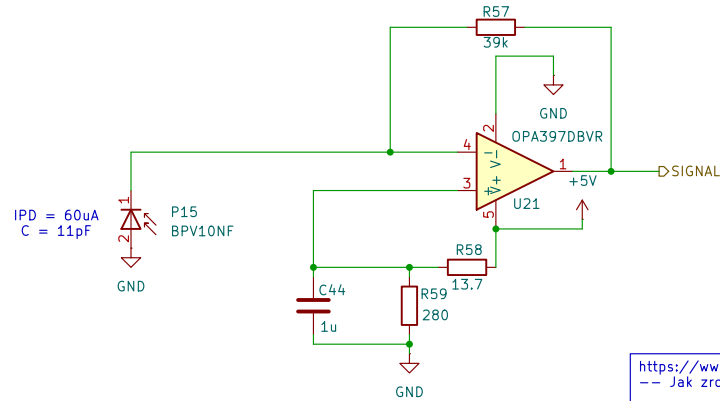 R57
39k
GND
OPA397DBVR
2
4
V-
1
SIGNAL
+5V
3
V+
U21
5
IPD = 60uA
C = 11pF
1
2
P15
BPV10NF
GND
R58
13.7
C44
1u
R59
280
GND
https://ww
-- Jak zro